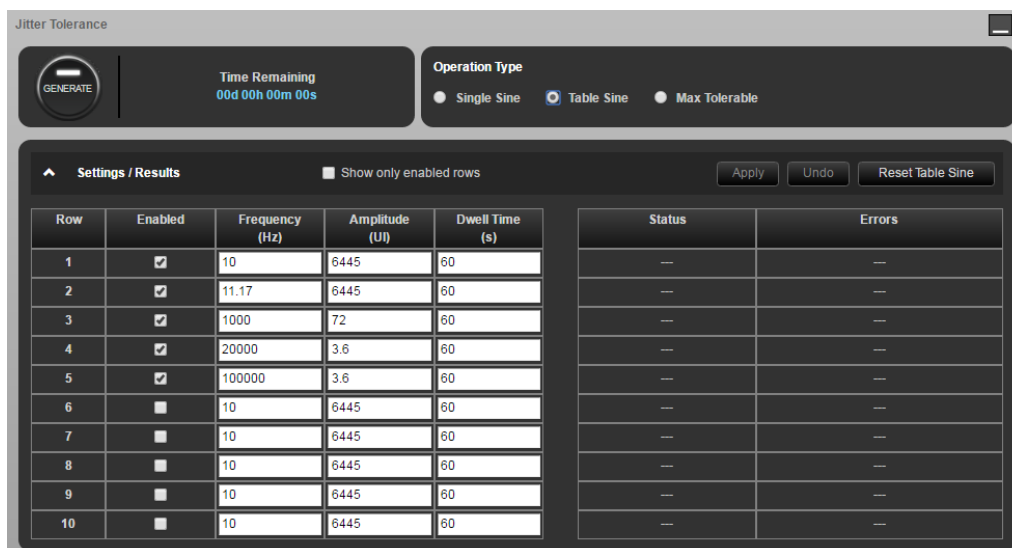 Jitter Tolerance
GENERATE
Time Remaining
00d 00h 00m 00s
Operation Type
Single Sine Table Sine Max Tolerable
Settings / Results Show only enabled rows Apply Undo Reset Table Sine
Row Enabled Frequency (Hz) Amplitude (UI) Dwell Time (s) Status Errors
1 10 6445 60 --- ---
2 11.17 6445 60 --- ---
3 1000 72 60 --- ---
4 20000 3.6 60 --- ---
5 100000 3.6 60 --- ---
6 10 6445 60 --- ---
7 10 6445 60 --- ---
8 10 6445 60 --- ---
9 10 6445 60 --- ---
10 10 6445 60 --- ---